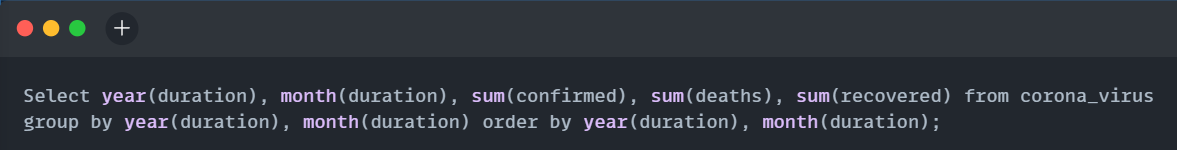 Select year(duration), month(duration), sum(confirmed), sum(deaths), sum(recovered) from corona_virus
group by year(duration), month(duration) order by year(duration), month(duration);